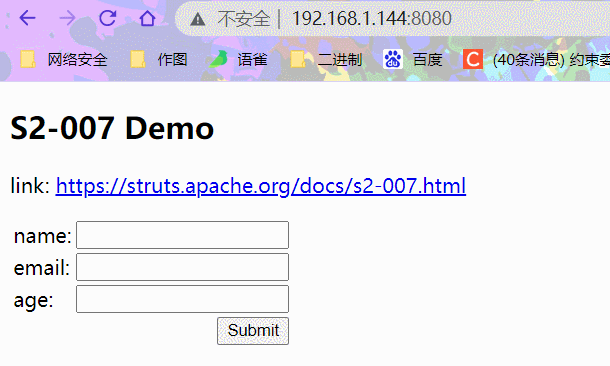 不安全 | 192.168.1.144:8080
网络安全 作图 语雀 二进制 百度 C (40条消息) 约束委
S2-007 Demo
link: https://struts.apache.org/docs/s2-007.html
name:
email:
age:
Submit